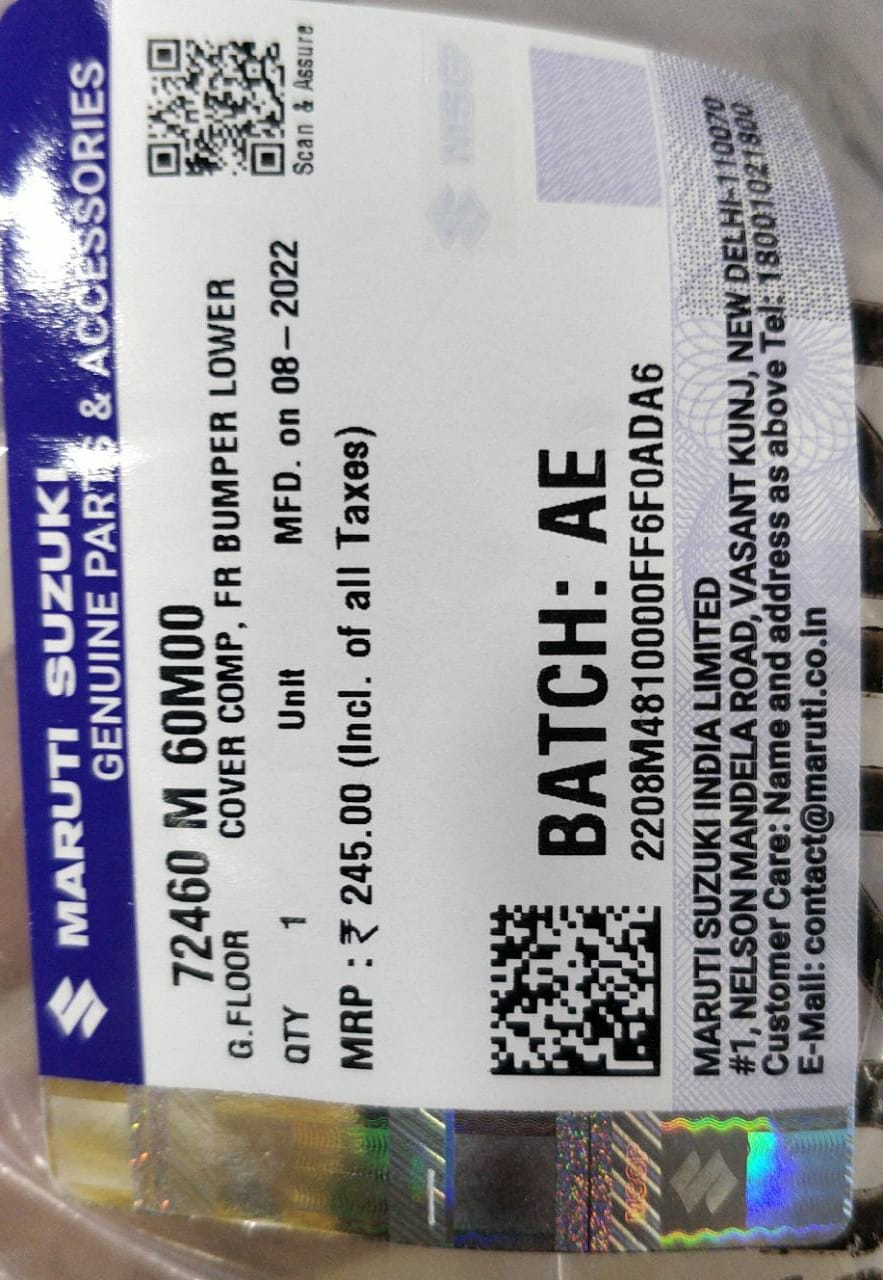 MARUTI SUZUKI
GENUINE PARTS & ACCESSORIES
72460 M 60M00
G.FLOOR COVER COMP, FR BUMPER LOWER
QTY 1 Unit MFD. on 08-2022
MRP : ₹ 245.00 (Incl. of all Taxes)
Scan & Assure
BATCH: AE
2208M4810000FF6F0ADA6
MARUTI SUZUKI INDIA LIMITED
#1, NELSON MANDELA ROAD, VASANT KUNJ, NEW DELHI-110070
Customer Care: Name and address as above Tel: 18001021800
E-Mail: contact@maruti.co.in